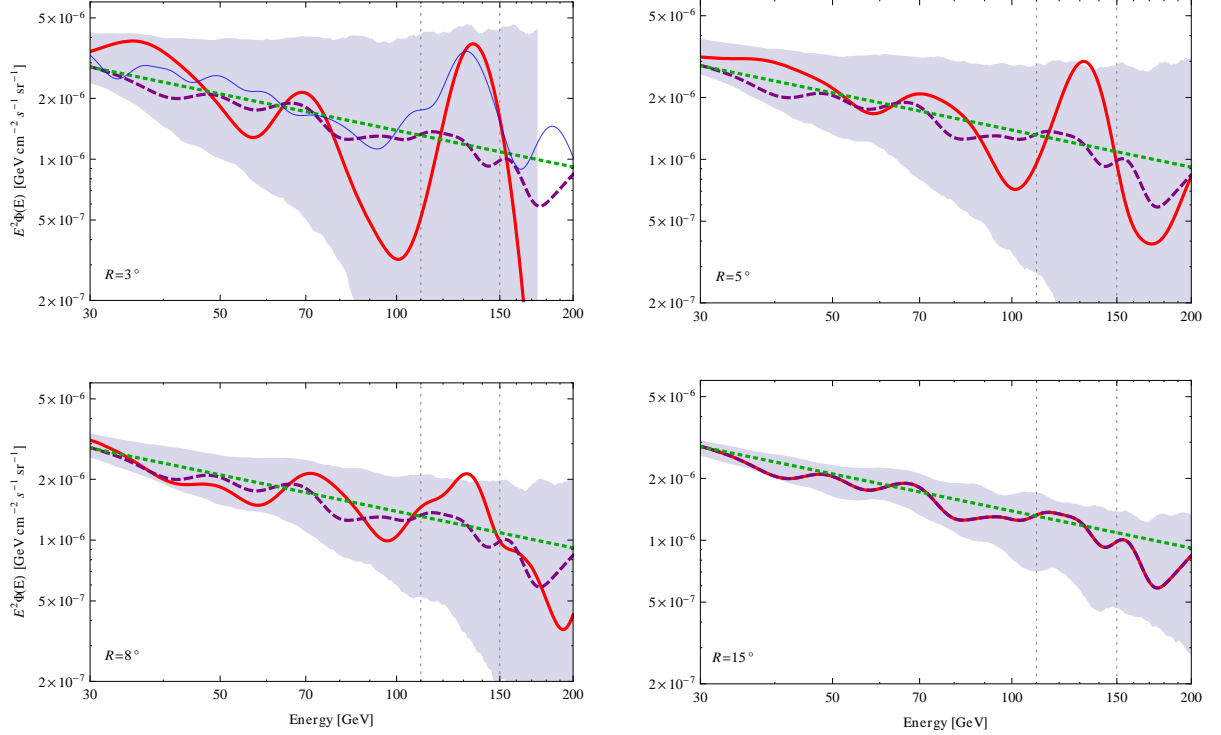 5×10⁻⁶
2×10⁻⁶
1×10⁻⁶
5×10⁻⁷
2×10⁻⁷
E²Φ(E) [GeV cm⁻² s⁻¹ sr⁻¹]
R=3°
30 50 70 100 150 200
5×10⁻⁶
2×10⁻⁶
1×10⁻⁶
5×10⁻⁷
2×10⁻⁷
R=5°
30 50 70 100 150 200
5×10⁻⁶
2×10⁻⁶
1×10⁻⁶
5×10⁻⁷
2×10⁻⁷
E²Φ(E) [GeV cm⁻² s⁻¹ sr⁻¹]
R=8°
30 50 70 100 150 200
Energy [GeV]
5×10⁻⁶
2×10⁻⁶
1×10⁻⁶
5×10⁻⁷
2×10⁻⁷
R=15°
30 50 70 100 150 200
Energy [GeV]